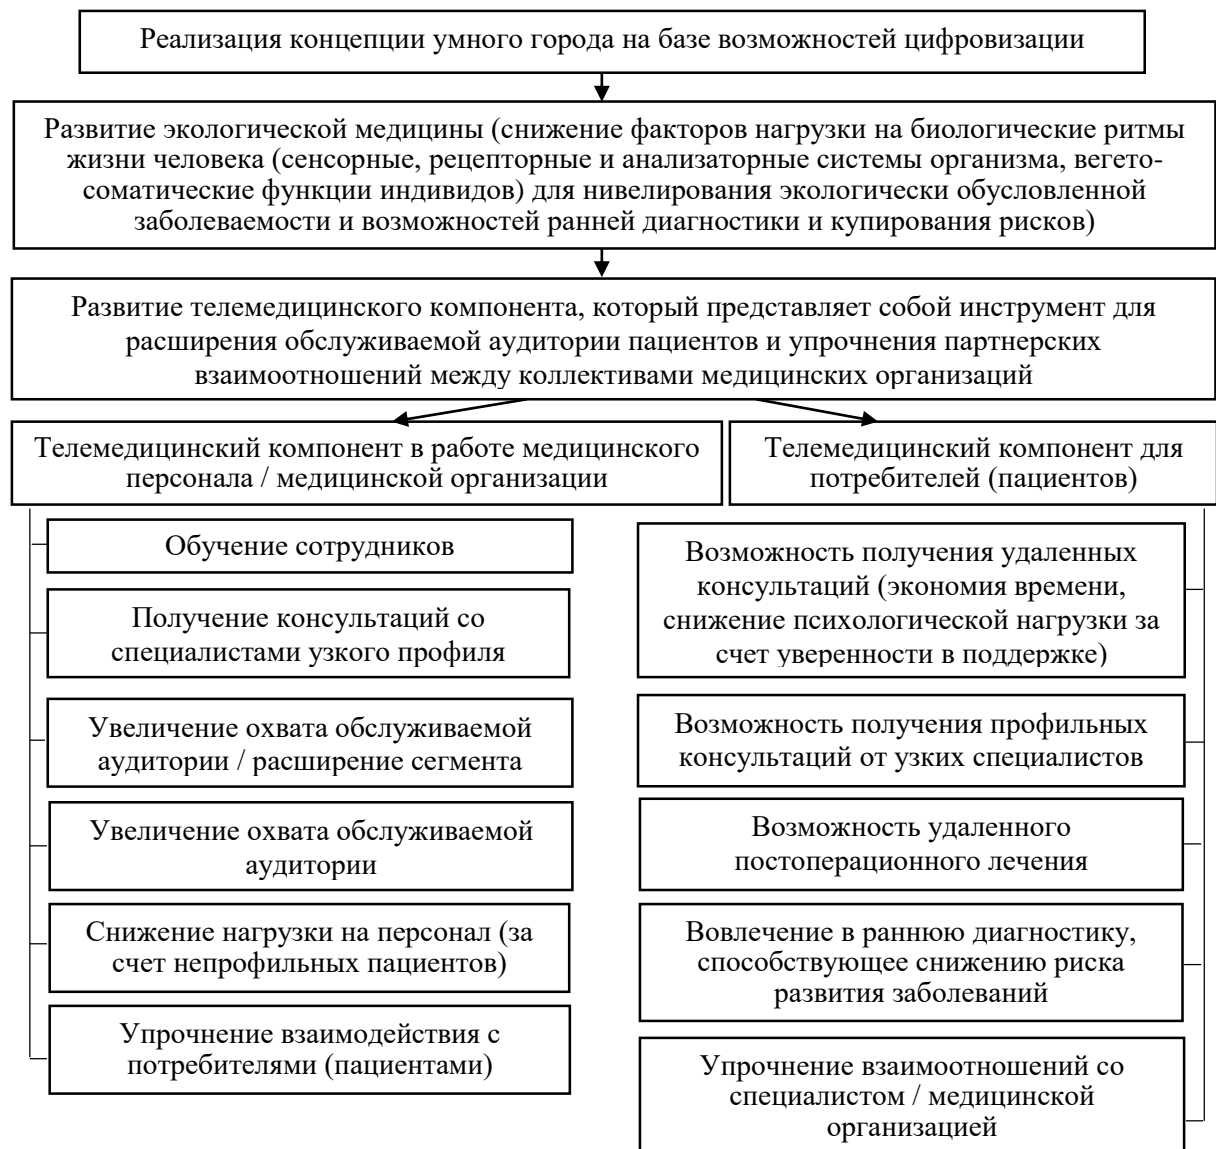 Реализация концепции умного города на базе возможностей цифровизации
Развитие экологической медицины (снижение факторов нагрузки на биологические ритмы
жизни человека (сенсорные, рецепторные и анализаторные системы организма, вегето-
соматические функции индивидов) для нивелирования экологически обусловленной
заболеваемости и возможностей ранней диагностики и купирования рисков)
Развитие телемедицинского компонента, который представляет собой инструмент для
расширения обслуживаемой аудитории пациентов и упрочнения партнерских
взаимоотношений между коллективами медицинских организаций
Телемедицинский компонент в работе медицинского
персонала / медицинской организации
Обучение сотрудников
Получение консультаций со
специалистами узкого профиля
Увеличение охвата обслуживаемой
аудитории / расширение сегмента
Увеличение охвата обслуживаемой
аудитории
Снижение нагрузки на персонал (за
счет непрофильных пациентов)
Упрочнение взаимодействия с
потребителями (пациентами)
Телемедицинский компонент для
потребителей (пациентов)
Возможность получения удаленных
консультаций (экономия времени,
снижение психологической нагрузки за
счет уверенности в поддержке)
Возможность получения профильных
консультаций от узких специалистов
Возможность удаленного
постоперационного лечения
Вовлечение в раннюю диагностику,
способствующее снижению риска
развития заболеваний
Упрочнение взаимоотношений со
специалистом / медицинской
организацией